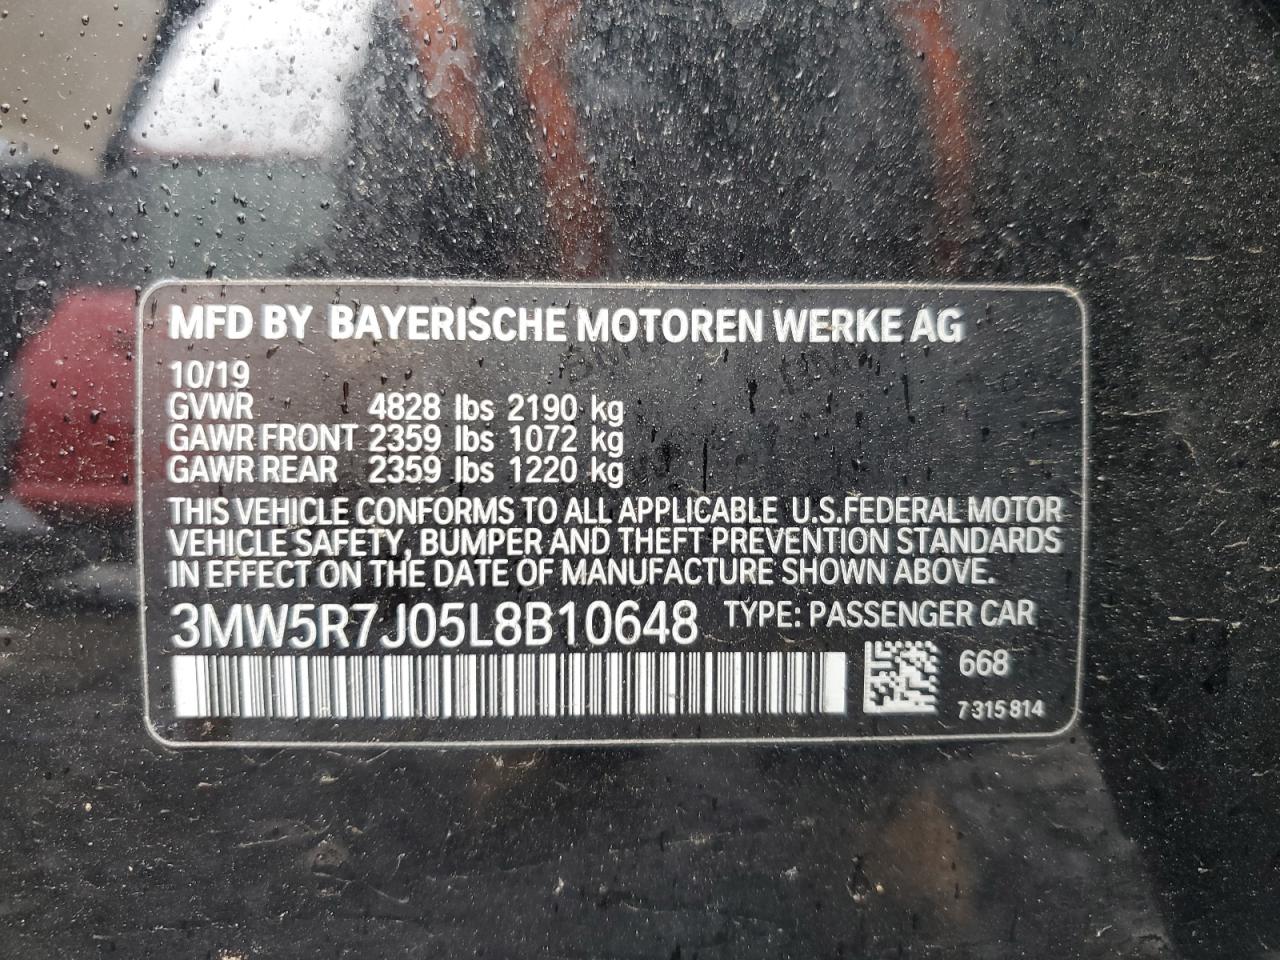 MFD BY BAYERISCHE MOTOREN WERKE AG
10/19
GVWR 4828 lbs 2190 kg
GAWR FRONT 2359 lbs 1072 kg
GAWR REAR 2359 lbs 1220 kg
THIS VEHICLE CONFORMS TO ALL APPLICABLE U.S.FEDERAL MOTOR
VEHICLE SAFETY, BUMPER AND THEFT PREVENTION STANDARDS
IN EFFECT ON THE DATE OF MANUFACTURE SHOWN ABOVE.
3MW5R7J05L8B10648 TYPE: PASSENGER CAR
668
7 315 814